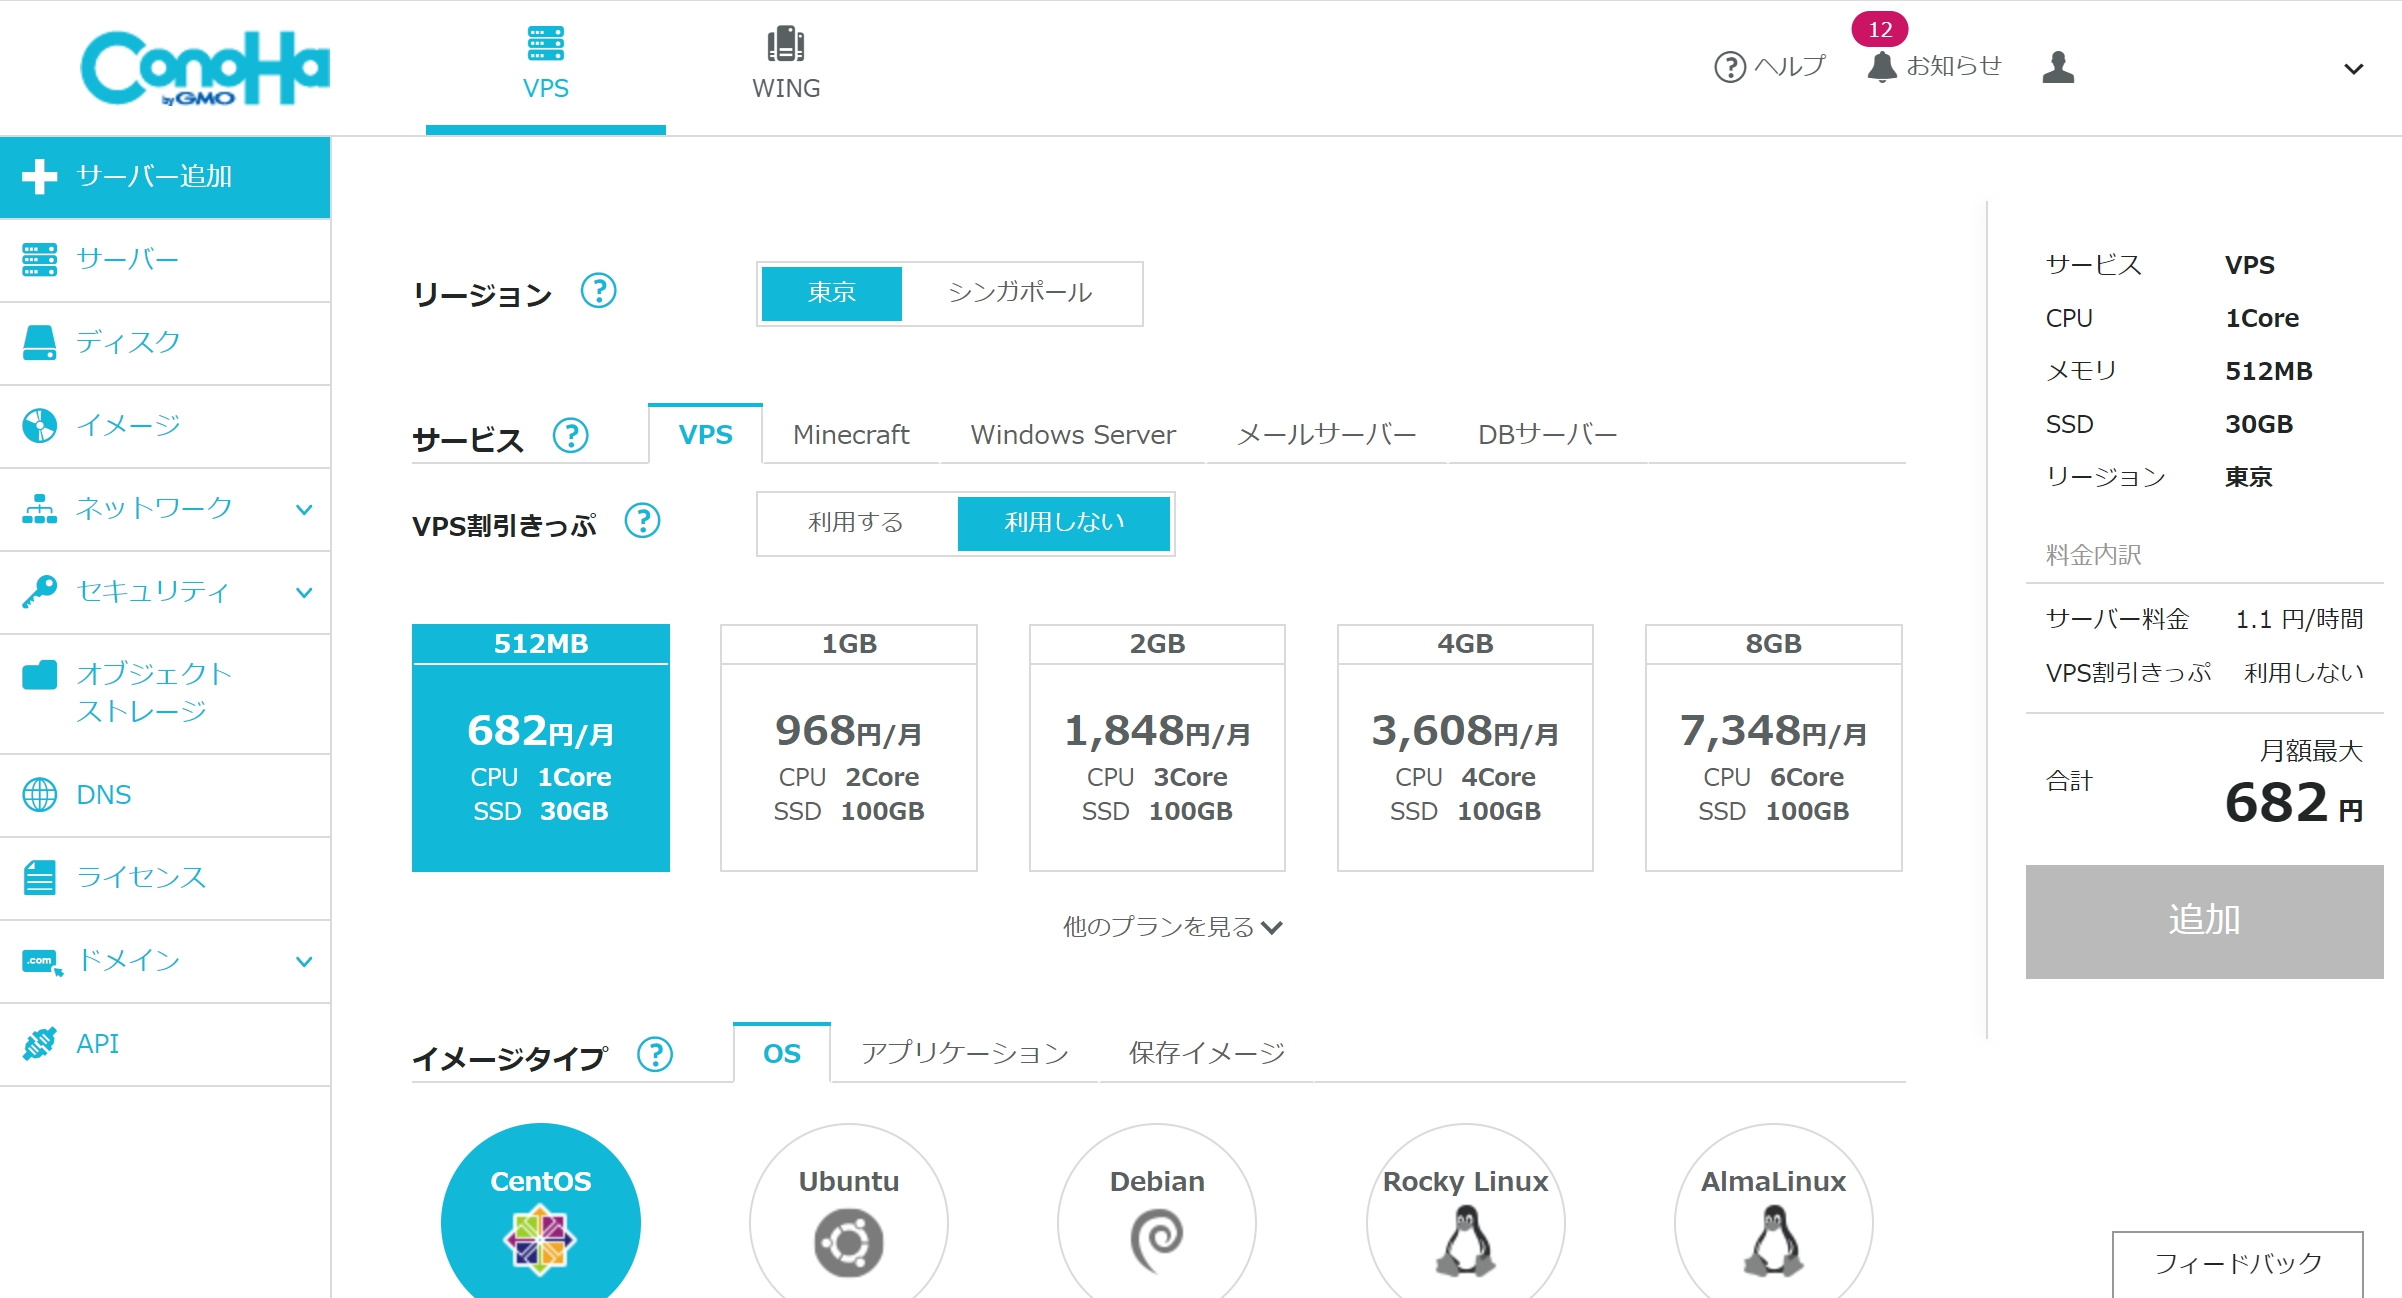 ConoHa
by GMO
VPS
WING
ヘルプ
12
お知らせ
サーバー追加
サーバー
ディスク
イメージ
ネットワーク
セキュリティ
オブジェクト
ストレージ
DNS
ライセンス
.com
ドメイン
API
リージョン ?
東京 シンガポール
サービス ?
VPS Minecraft Windows Server メールサーバー DBサーバー
VPS割引きっぷ ?
利用する 利用しない
512MB
682円/月
CPU 1Core
SSD 30GB
1GB
968円/月
CPU 2Core
SSD 100GB
2GB
1,848円/月
CPU 3Core
SSD 100GB
4GB
3,608円/月
CPU 4Core
SSD 100GB
8GB
7,348円/月
CPU 6Core
SSD 100GB
他のプランを見る
イメージタイプ ?
OS アプリケーション 保存イメージ
CentOS
Ubuntu
Debian
Rocky Linux
AlmaLinux
サービス VPS
CPU 1Core
メモリ 512MB
SSD 30GB
リージョン 東京
料金内訳
サーバー料金 1.1 円/時間
VPS割引きっぷ 利用しない
合計
月額最大
682 円
追加
フィードバック